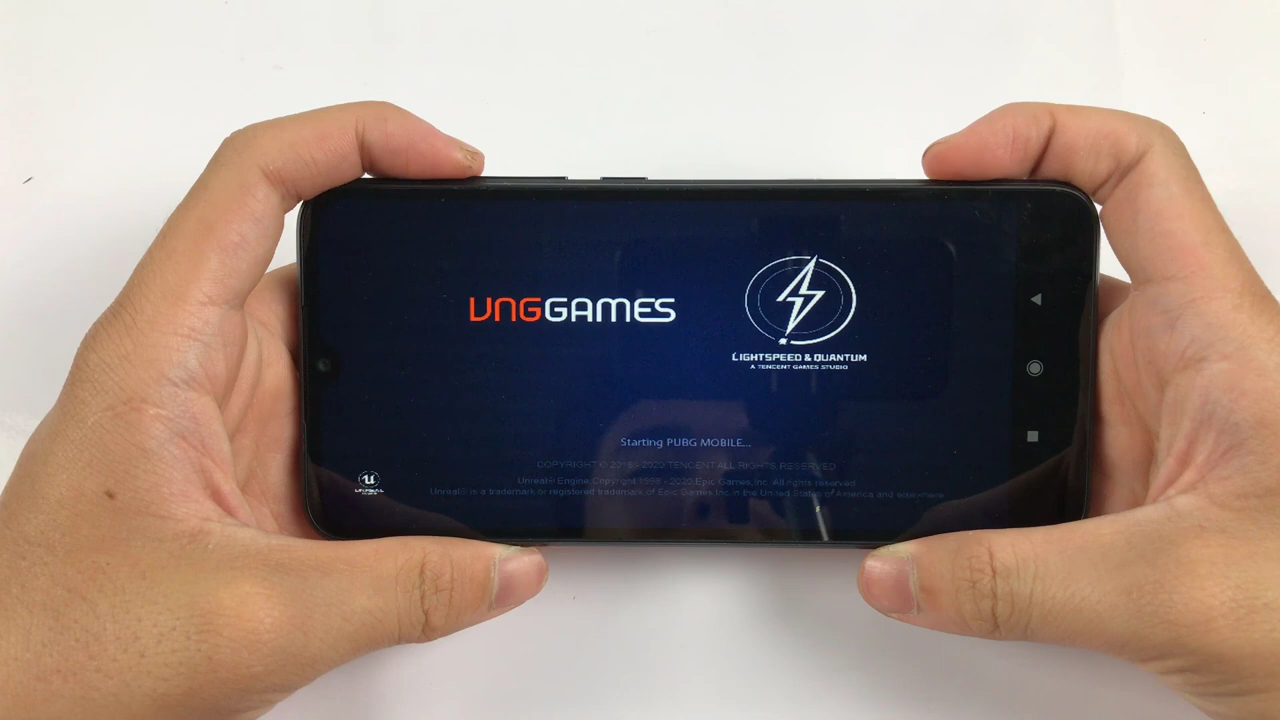 VNGGAMES
LIGHTSPEED & QUANTUM
A TENCENT GAMES STUDIO
Starting PUBG MOBILE...
COPYRIGHT © 2018 - 2020 TENCENT ALL RIGHTS RESERVED
Unreal® Engine, Copyright 1998 - 2020, Epic Games, Inc. All rights reserved
Unreal® is a trademark or registered trademark of Epic Games Inc. in the United States of America and elsewhere
UNREAL